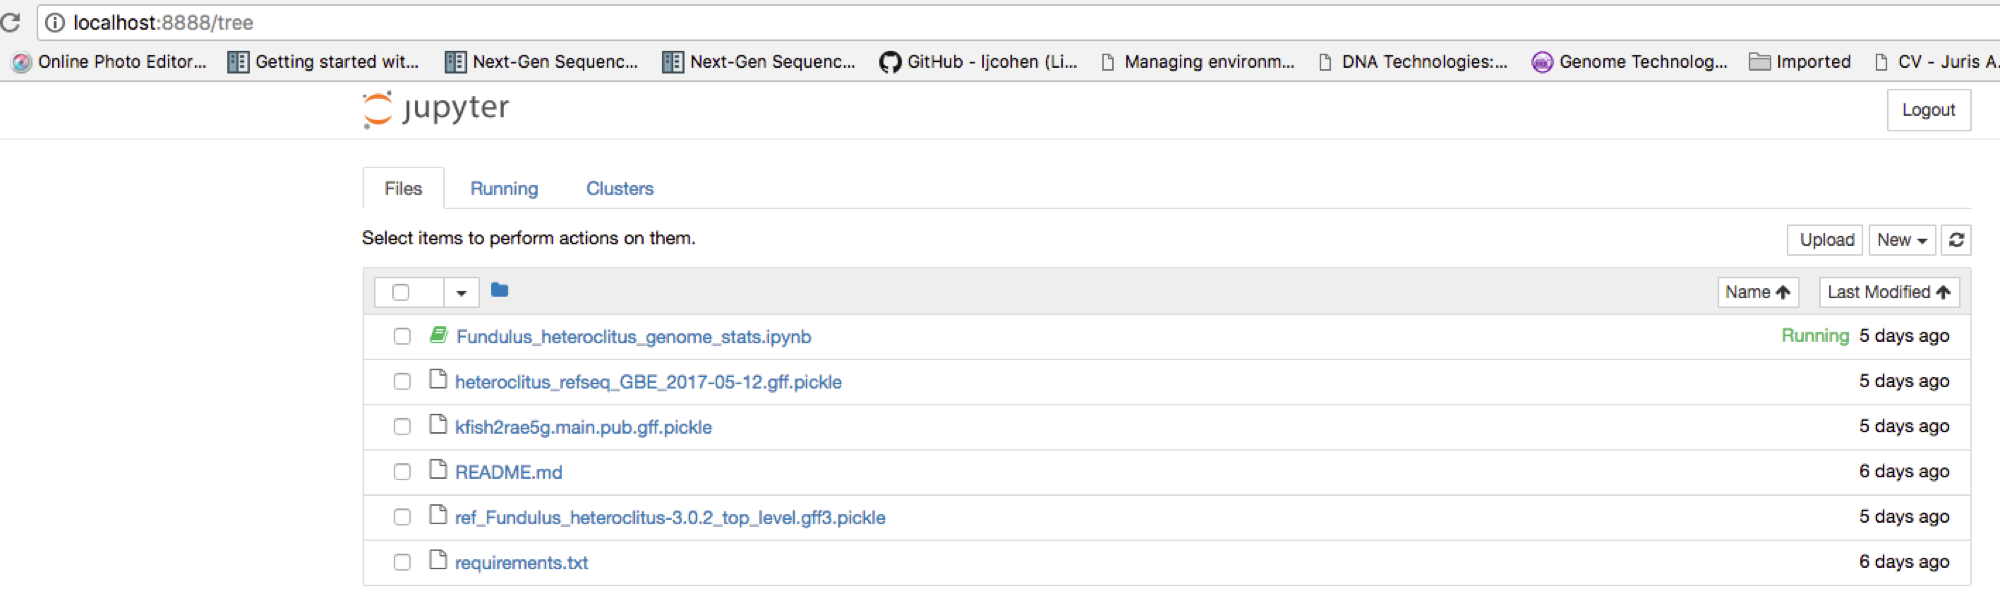 localhost:8888/tree
Online Photo Editor... Getting started wit... Next-Gen Sequenc... Next-Gen Sequenc... GitHub - ljcohen (Li... Managing environm... DNA Technologies:... Genome Technolog... Imported CV - Juris A.
jupyter Logout
Files Running Clusters
Select items to perform actions on them. Upload New
Name Last Modified
Fundulus_heteroclitus_genome_stats.ipynb Running 5 days ago
heteroclitus_refseq_GBE_2017-05-12.gff.pickle 5 days ago
kfish2rae5g.main.pub.gff.pickle 5 days ago
README.md 6 days ago
ref_Fundulus_heteroclitus-3.0.2_top_level.gff3.pickle 5 days ago
requirements.txt 6 days ago